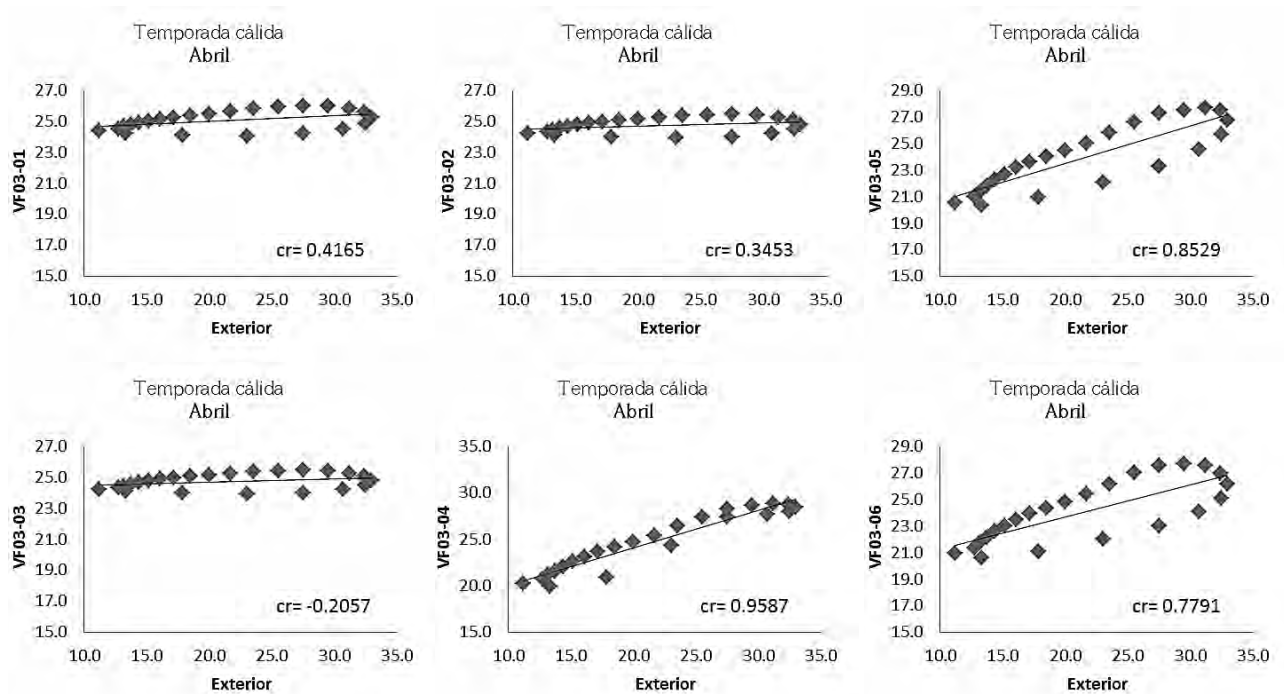 Temporada cálida
Abril
27.0
25.0
23.0
21.0
19.0
17.0
15.0
VF03-01
cr= 0.4165
10.0 15.0 20.0 25.0 30.0 35.0
Exterior
Temporada cálida
Abril
27.0
25.0
23.0
21.0
19.0
17.0
15.0
VF03-02
cr= 0.3453
10.0 15.0 20.0 25.0 30.0 35.0
Exterior
Temporada cálida
Abril
29.0
27.0
25.0
23.0
21.0
19.0
17.0
15.0
VF03-05
cr= 0.8529
10.0 15.0 20.0 25.0 30.0 35.0
Exterior
Temporada cálida
Abril
27.0
25.0
23.0
21.0
19.0
17.0
15.0
VF03-03
cr= -0.2057
10.0 15.0 20.0 25.0 30.0 35.0
Exterior
Temporada cálida
Abril
35.0
30.0
25.0
20.0
15.0
VF03-04
cr= 0.9587
10.0 15.0 20.0 25.0 30.0 35.0
Exterior
Temporada cálida
Abril
29.0
27.0
25.0
23.0
21.0
19.0
17.0
15.0
VF03-06
cr= 0.7791
10.0 15.0 20.0 25.0 30.0 35.0
Exterior